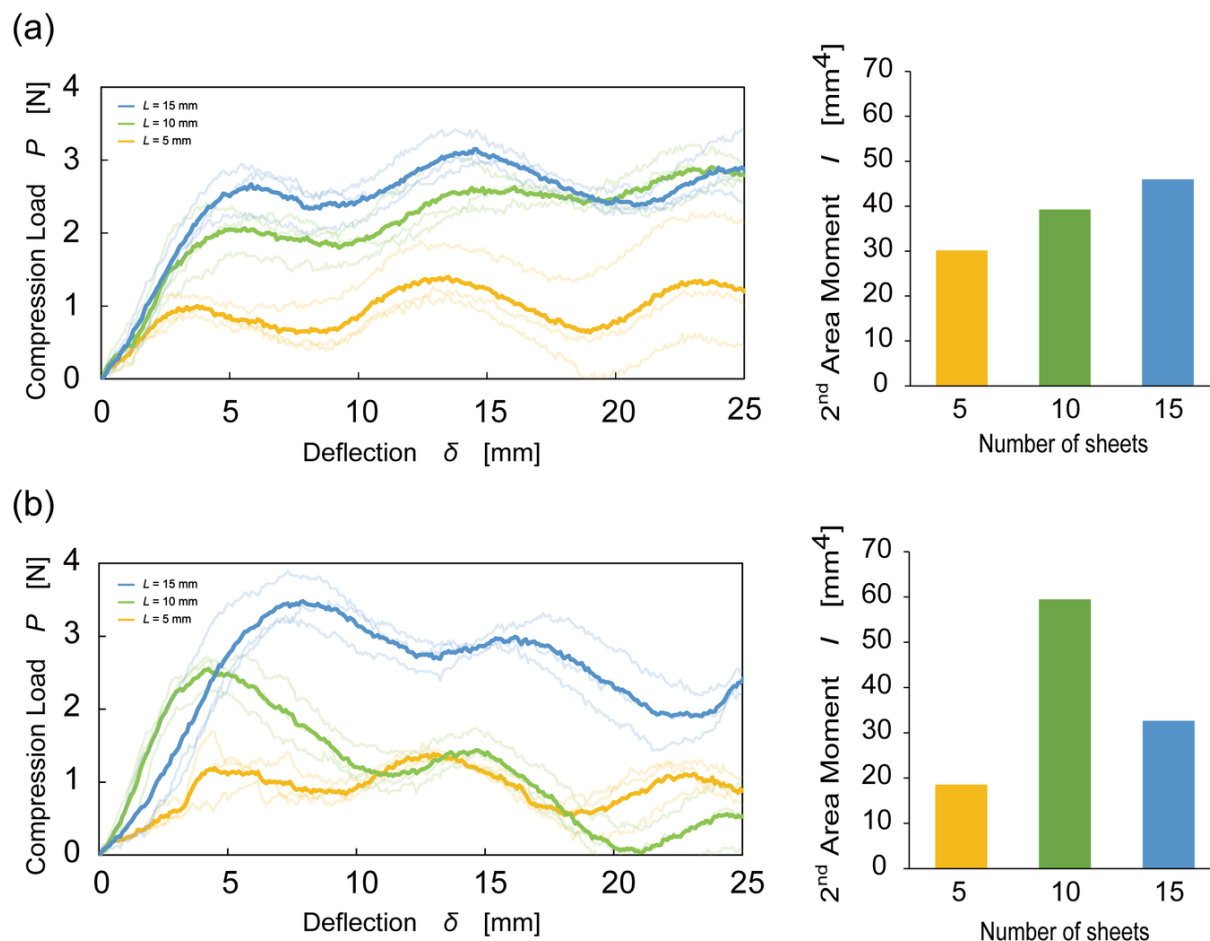 (a)
Compression Load P [N]
4
3
2
1
0
L = 15 mm
L = 10 mm
L = 5 mm
0 5 10 15 20 25
Deflection δ [mm]
2nd Area Moment I [mm4]
70
60
50
40
30
20
10
0
5 10 15
Number of sheets
(b)
Compression Load P [N]
4
3
2
1
0
L = 15 mm
L = 10 mm
L = 5 mm
0 5 10 15 20 25
Deflection δ [mm]
2nd Area Moment I [mm4]
70
60
50
40
30
20
10
0
5 10 15
Number of sheets